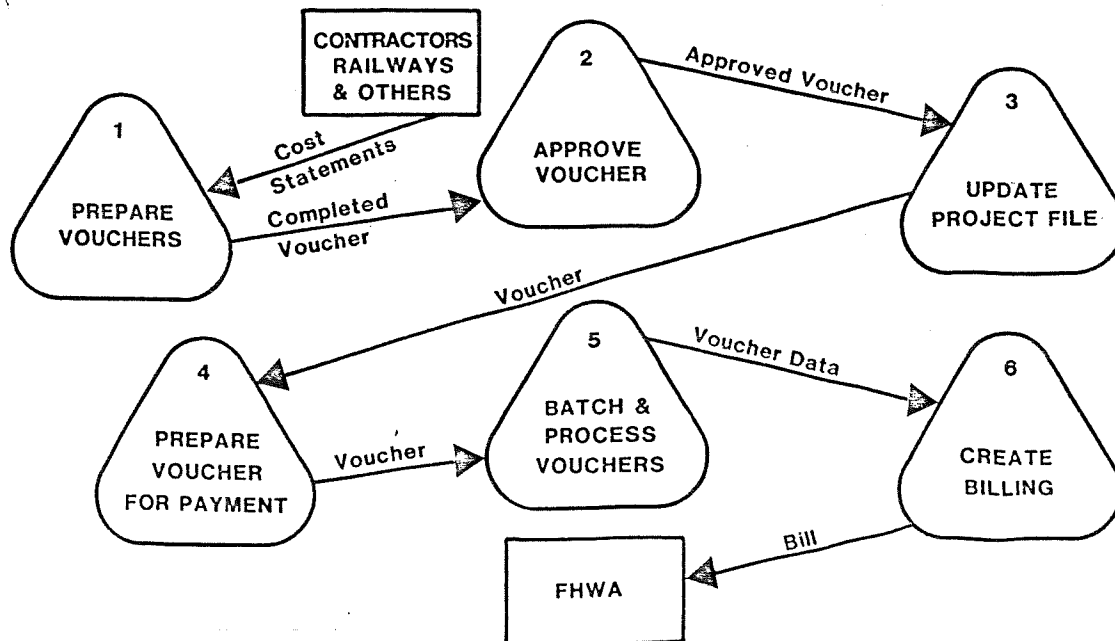 CONTRACTORS
RAILWAYS
& OTHERS
1
PREPARE
VOUCHERS
Cost
Statements
Completed
Voucher
2
APPROVE
VOUCHER
Approved Voucher
3
UPDATE
PROJECT FILE
Voucher
4
PREPARE
VOUCHER
FOR PAYMENT
Voucher
5
BATCH &
PROCESS
VOUCHERS
Voucher Data
6
CREATE
BILLING
Bill
FHWA